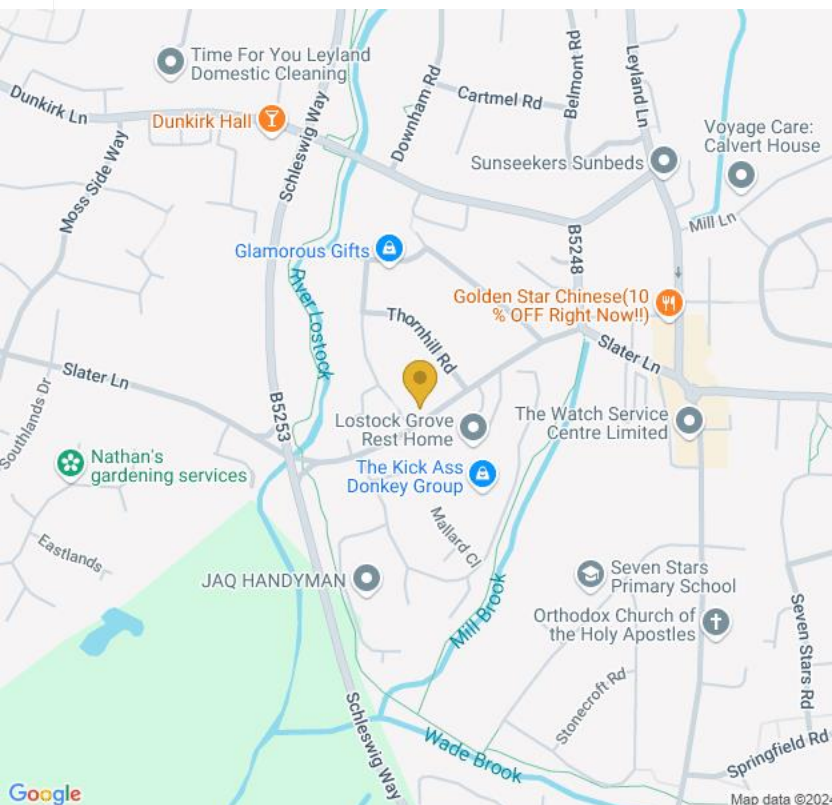 Time For You Leyland
Domestic Cleaning
Dunkirk Ln
Dunkirk Hall
Schleswig Way
Downham Rd
Cartmel Rd
Belmont Rd
Leyland Ln
Voyage Care:
Calvert House
Sunseekers Sunbeds
Moss Side Way
Mill Ln
Glamorous Gifts
B5248
River Lostock
Golden Star Chinese(10
% OFF Right Now!!)
Thornhill Rd
Slater Ln
Slater Ln
Southlands Dr
B5253
Lostock Grove
Rest Home
The Watch Service
Centre Limited
Nathan's
gardening services
The Kick Ass
Donkey Group
Mallard Cl
Eastlands
JAQ HANDYMAN
Seven Stars
Primary School
Mill Brook
Orthodox Church of
the Holy Apostles
Seven Stars Rd
Stonecroft Rd
Schleswig Way
Wade Brook
Springfield Rd
Google
Map data ©202